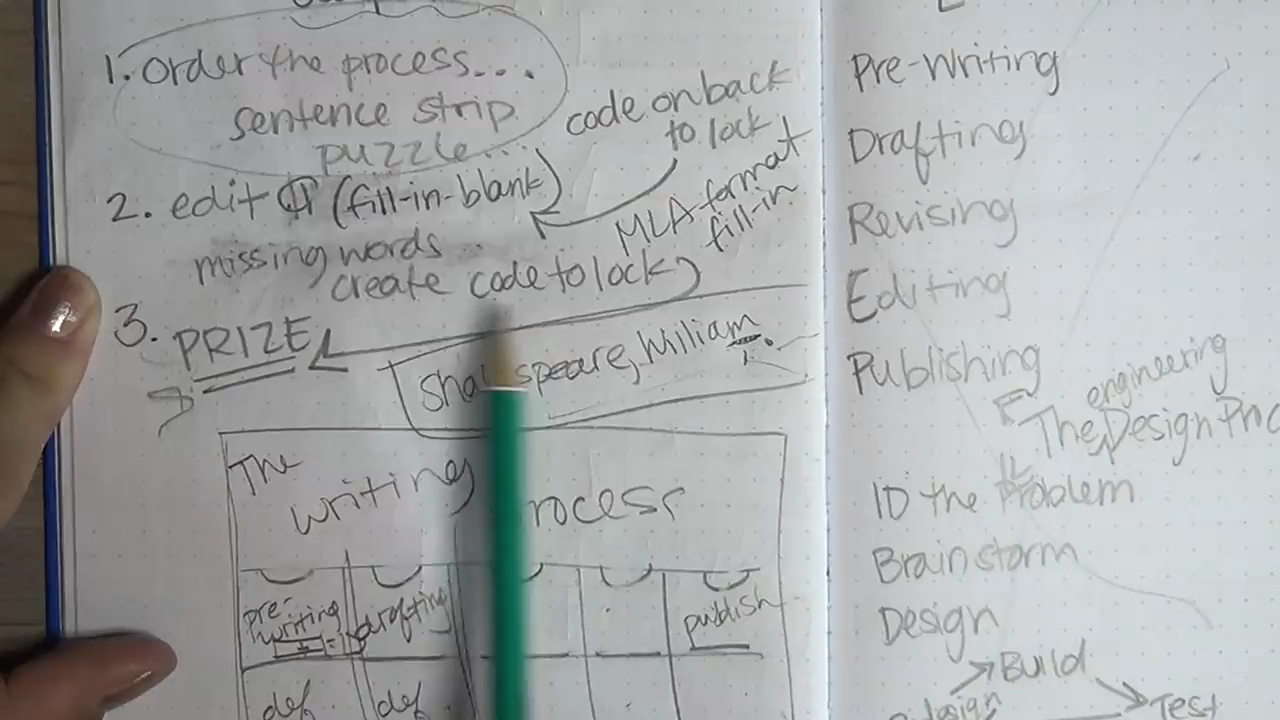 1. order the process....
sentence strip
puzzle...
code on back
to lock
2. edit ¶ (fill-in-blank)
missing words
create code to lock
MLA format
fill-in
3. PRIZE
speare, William.
The
writing
rocess
pre-
writing
drafting
publish
def.
def.
Pre-Writing
Drafting
Revising
Editing
Publishing
engineering
The Design Pro
ID the Problem
Brainstorm
Design
Build
Test